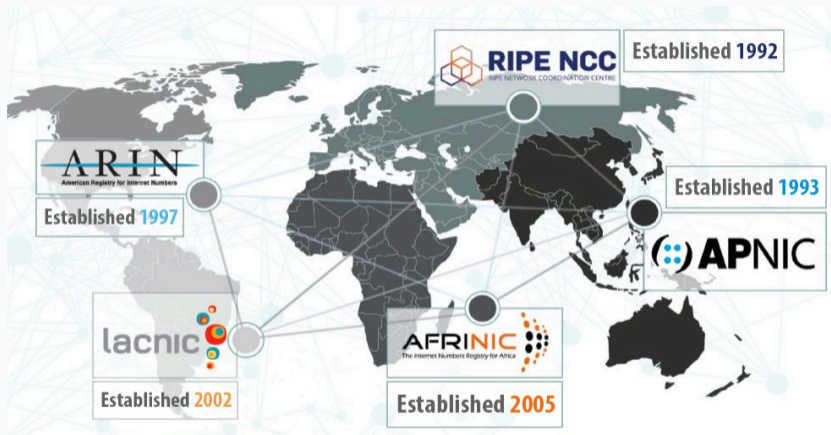 RIPE NCC
RIPE NETWORK COORDINATION CENTRE
Established 1992
ARIN
American Registry for Internet Numbers
Established 1997
Established 1993
APNIC
lacnic
Established 2002
AFRINIC
The Internet Numbers Registry for Africa
Established 2005